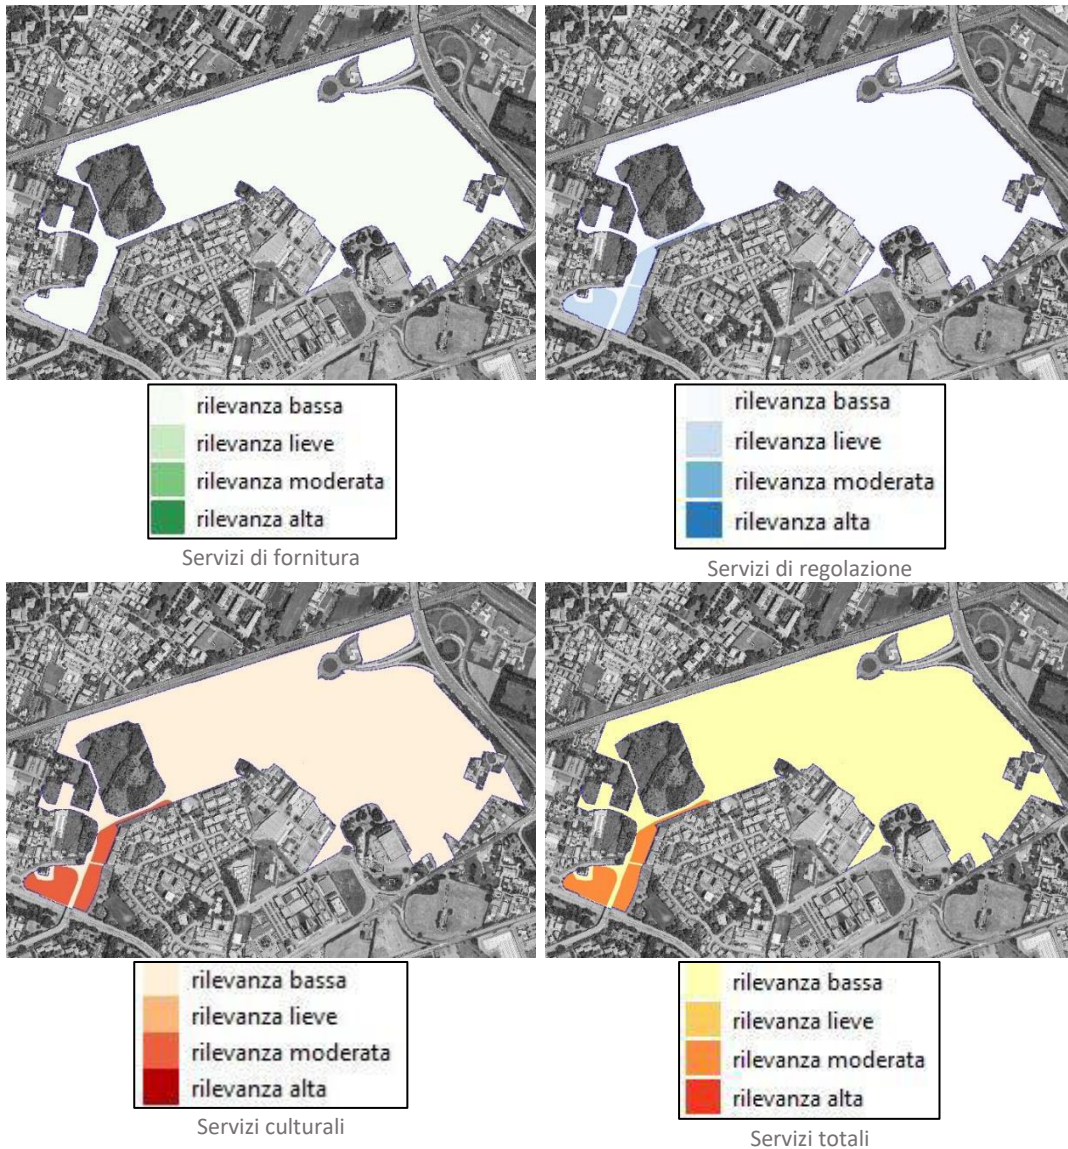 rilevanza bassa
rilevanza lieve
rilevanza moderata
rilevanza alta
Servizi di fornitura
rilevanza bassa
rilevanza lieve
rilevanza moderata
rilevanza alta
Servizi di regolazione
rilevanza bassa
rilevanza lieve
rilevanza moderata
rilevanza alta
Servizi culturali
rilevanza bassa
rilevanza lieve
rilevanza moderata
rilevanza alta
Servizi totali